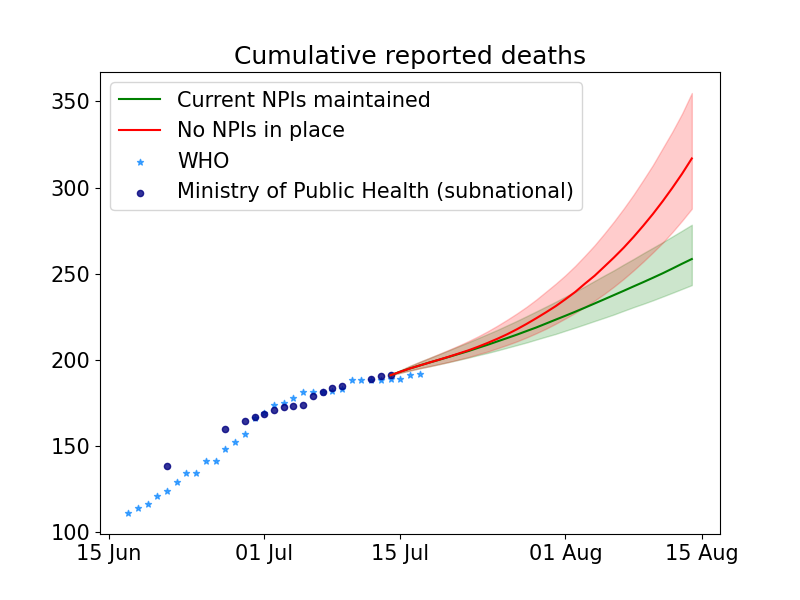 Cumulative reported deaths
Current NPIs maintained
No NPIs in place
WHO
Ministry of Public Health (subnational)
350
300
250
200
150
100
15 Jun
01 Jul
15 Jul
01 Aug
15 Aug